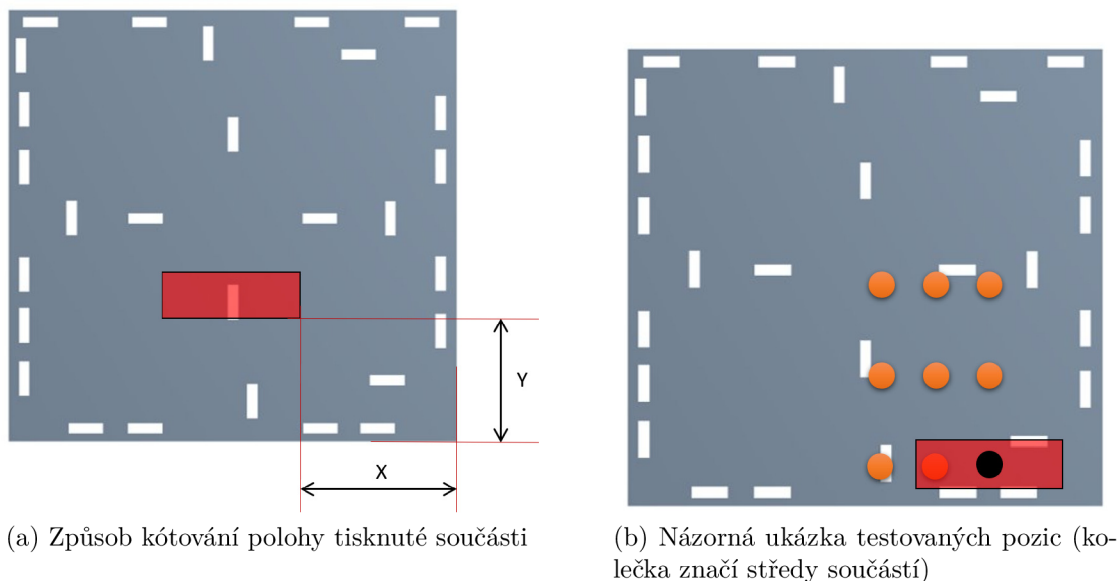 Y
X
(a) Způsob kótování polohy tisknuté součásti
(b) Názorná ukázka testovaných pozic (ko-
lečka značí středy součástí)